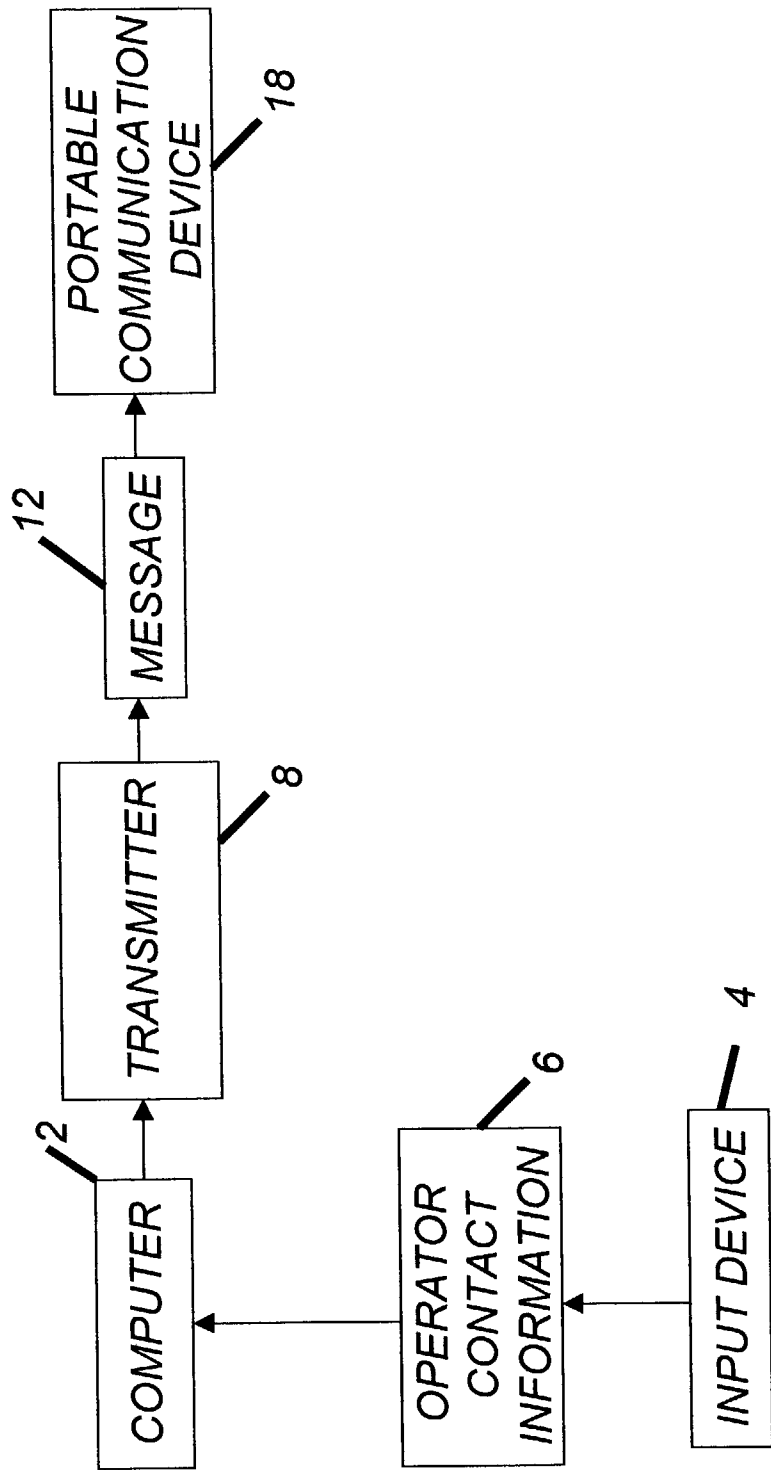 COMPUTER
2
TRANSMITTER
8
MESSAGE
12
PORTABLE
COMMUNICATION
DEVICE
18
OPERATOR
CONTACT
INFORMATION
6
INPUT DEVICE
4